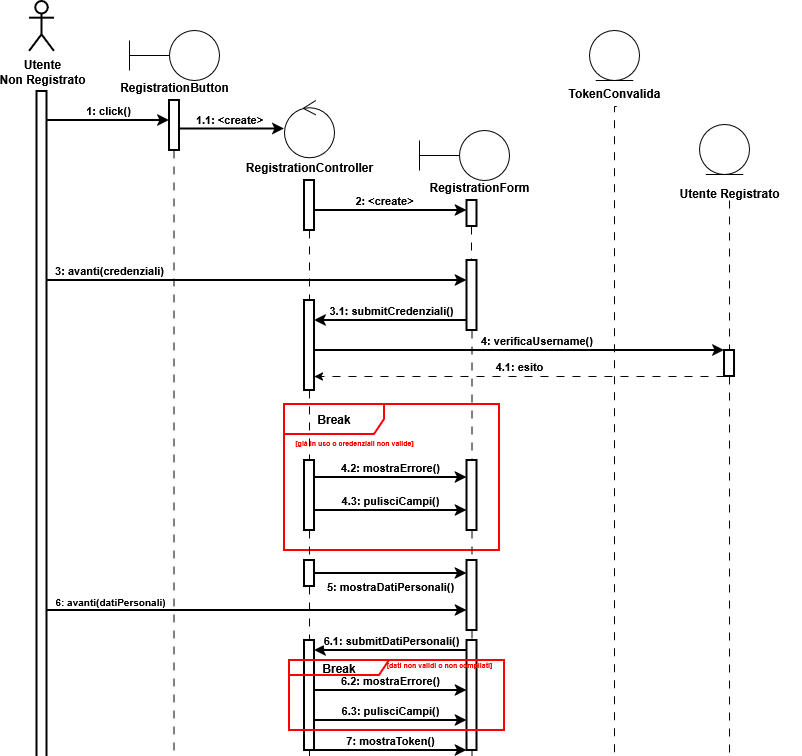 Utente
Non Registrato
RegistrationButton
TokenConvalida
1: click()
1.1: <create>
RegistrationController
RegistrationForm
Utente Registrato
2: <create>
3: avanti(credenziali)
3.1: submitCredenziali()
4: verificaUsername()
4.1: esito
Break
[già in uso o credenziali non valide]
4.2: mostraErrore()
4.3: pulisciCampi()
5: mostraDatiPersonali()
6: avanti(datiPersonali)
6.1: submitDatiPersonali()
Break
[dati non validi o non compilati]
6.2: mostraErrore()
6.3: pulisciCampi()
7: mostraToken()